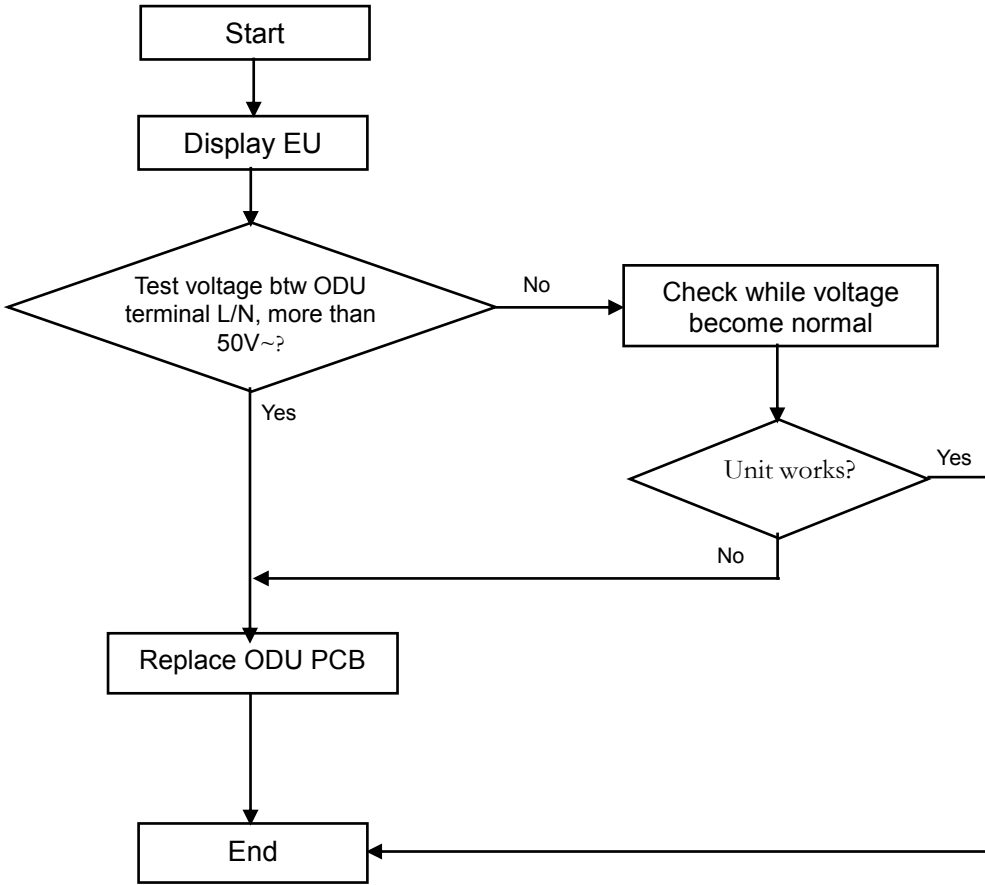 Start
Display EU
Test voltage btw ODU
terminal L/N, more than
50V~?
No
Check while voltage
become normal
Yes
Unit works?
Yes
No
Replace ODU PCB
End